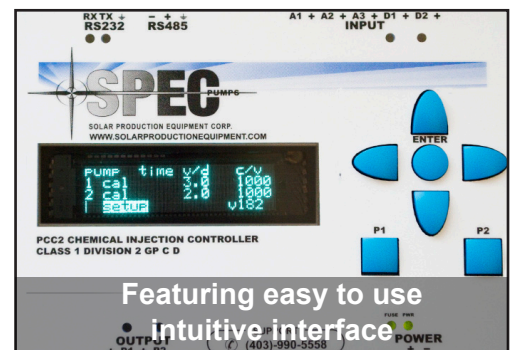 RX TX ⏚ - + ⏚ A1 + A2 + A3 + D1 + D2 +
RS232 RS485 INPUT
SPEC PUMPS
SOLAR PRODUCTION EQUIPMENT CORP.
WWW.SOLARPRODUCTIONEQUIPMENT.COM
ENTER
PUMP time v/d c/v
1 cal 3.0 1000
2 cal 2.0 1000
setup v182
PCC2 CHEMICAL INJECTION CONTROLLER
CLASS 1 DIVISION 2 GP C D
P1 P2
Featuring easy to use
Intuitive interface
FUSE PWR
OUTPUT POWER
(403)-990-5558